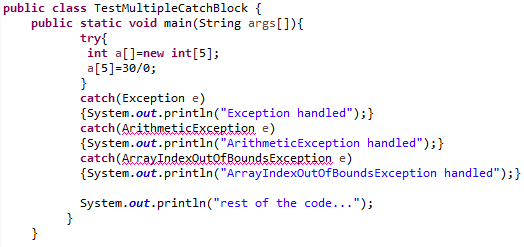 public class TestMultipleCatchBlock {
public static void main(String args[]){
try{
int a[]=new int[5];
a[5]=30/0;
}
catch(Exception e)
{System.out.println("Exception handled");}
catch(ArithmeticException e)
{System.out.println("ArithmeticException handled");}
catch(ArrayIndexOutOfBoundsException e)
{System.out.println("ArrayIndexOutOfBoundsException handled");}
System.out.println("rest of the code...");
}
}